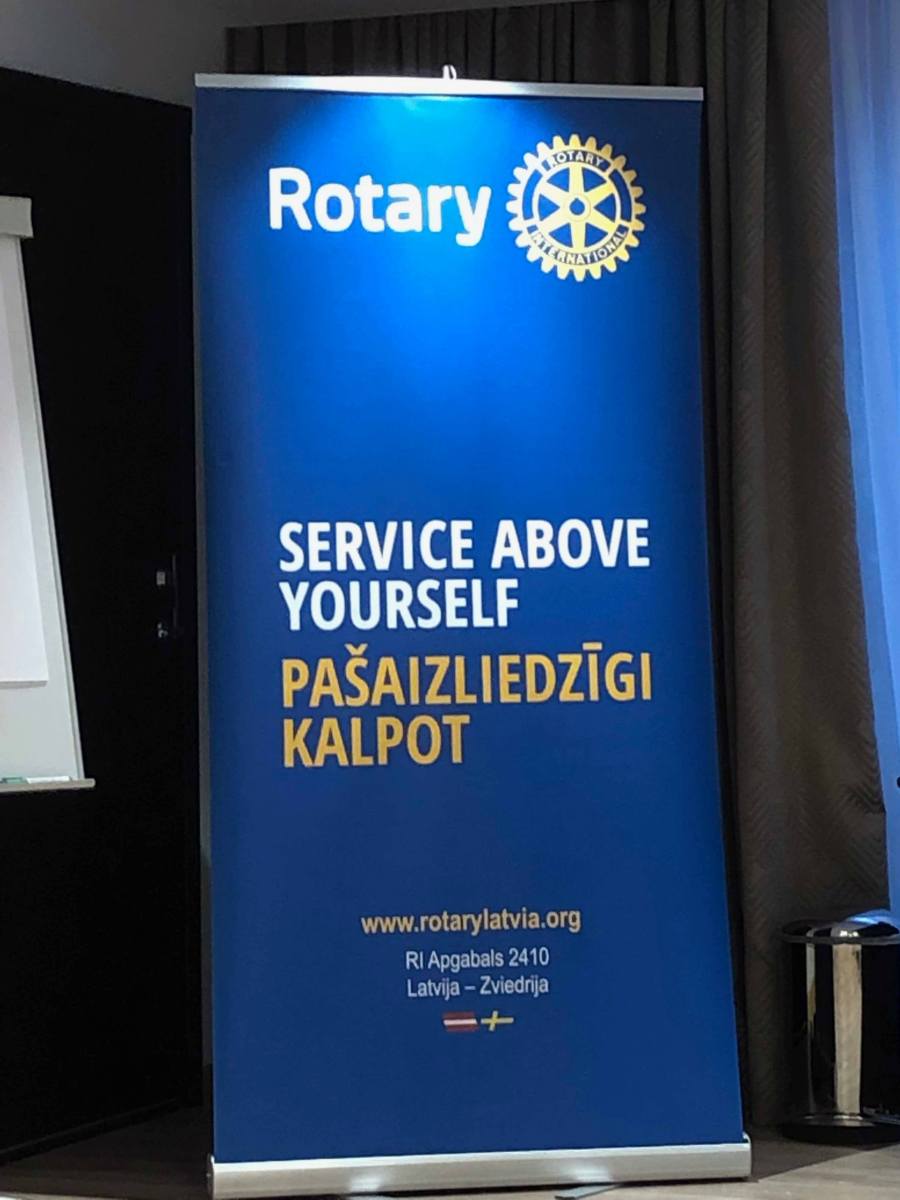 Rotary
ROTARY
INTERNATIONAL
SERVICE ABOVE
YOURSELF
PAŠAIZLIEDZĪGI
KALPOT
www.rotarylatvia.org
RI Apgabals 2410
Latvija – Zviedrija